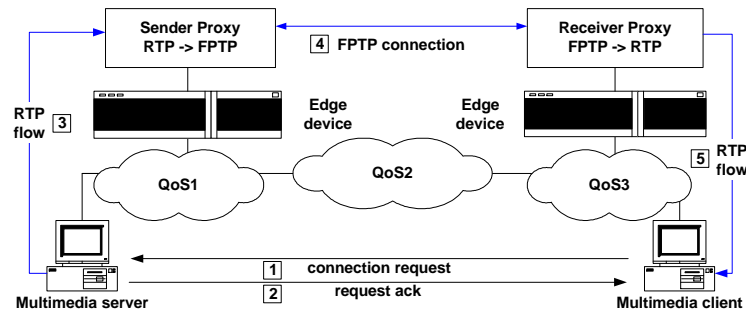 Sender Proxy
RTP -> FPTP
4 FPTP connection
Receiver Proxy
FPTP -> RTP
RTP
flow
3
Edge
device
Edge
device
5
RTP
flow
QoS1
QoS2
QoS3
1 connection request
2 request ack
Multimedia server
Multimedia client